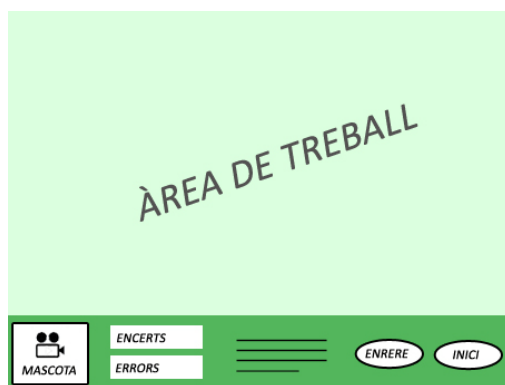 ÀREA DE TREBALL
MASCOTA
ENCERTS
ERRORS
ENRERE
INICI